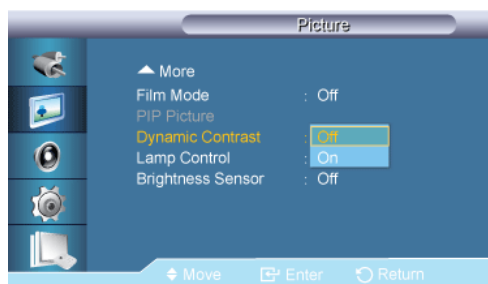 Picture
More
Film Mode : Off
PIP Picture
Dynamic Contrast : Off
Lamp Control : On
Brightness Sensor : Off
Move Enter Return